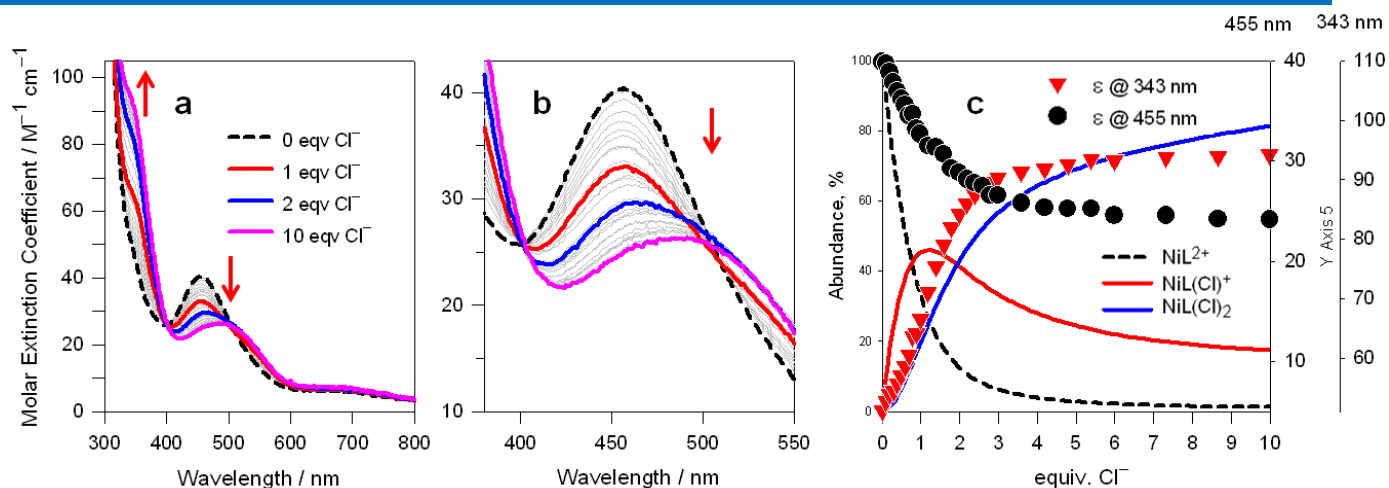 455 nm 343 nm
Molar Extinction Coefficient / M⁻¹ cm⁻¹
100
80
60
40
20
0
a
0 eqv Cl⁻
1 eqv Cl⁻
2 eqv Cl⁻
10 eqv Cl⁻
300 400 500 600 700 800
Wavelength / nm
40
30
20
10
b
400 450 500 550
Wavelength / nm
Abundance, %
100
80
60
40
20
0
c
ε @ 343 nm
ε @ 455 nm
NiL²⁺
NiL(Cl)⁺
NiL(Cl)₂
0 1 2 3 4 5 6 7 8 9 10
equiv. Cl⁻
40
30
20
10
Y Axis 5
110
100
90
80
70
60